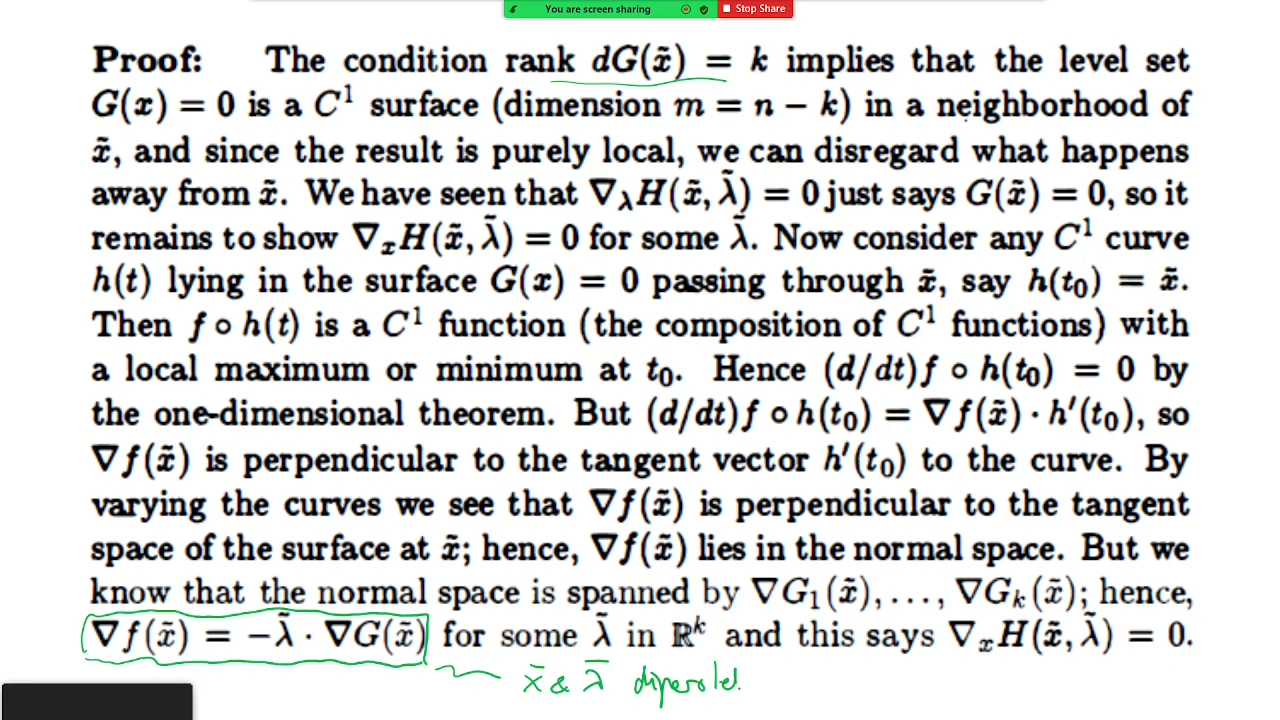 You are screen sharing Stop Share
Proof: The condition rank dG(x̃) = k implies that the level set
G(x) = 0 is a C¹ surface (dimension m = n − k) in a neighborhood of
x̃, and since the result is purely local, we can disregard what happens
away from x̃. We have seen that ∇λH(x̃, λ̃) = 0 just says G(x̃) = 0, so it
remains to show ∇ₓH(x̃, λ̃) = 0 for some λ̃. Now consider any C¹ curve
h(t) lying in the surface G(x) = 0 passing through x̃, say h(t₀) = x̃.
Then f ∘ h(t) is a C¹ function (the composition of C¹ functions) with
a local maximum or minimum at t₀. Hence (d/dt)f ∘ h(t₀) = 0 by
the one-dimensional theorem. But (d/dt)f ∘ h(t₀) = ∇f(x̃) · h′(t₀), so
∇f(x̃) is perpendicular to the tangent vector h′(t₀) to the curve. By
varying the curves we see that ∇f(x̃) is perpendicular to the tangent
space of the surface at x̃; hence, ∇f(x̃) lies in the normal space. But we
know that the normal space is spanned by ∇G₁(x̃), . . . , ∇Gₖ(x̃); hence,
∇f(x̃) = −λ̃ · ∇G(x̃) for some λ̃ in ℝᵏ and this says ∇ₓH(x̃, λ̃) = 0.
x̄ & λ̄ diperoleh